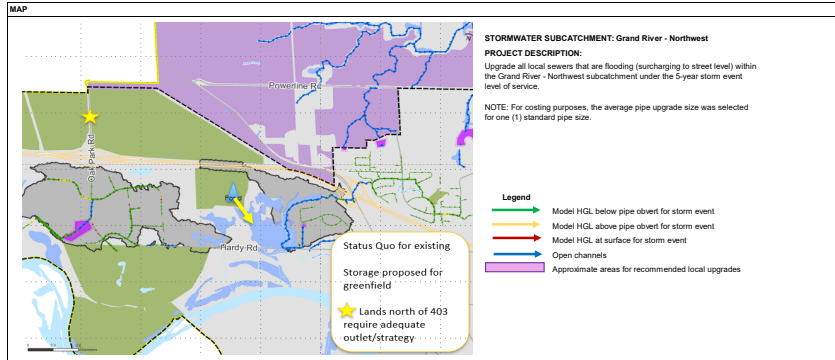 MAP
STORMWATER SUBCATCHMENT: Grand River - Northwest
PROJECT DESCRIPTION:
Upgrade all local sewers that are flooding (surcharging to street level) within
the Grand River - Northwest subcatchment under the 5-year storm event
level of service.
NOTE: For costing purposes, the average pipe upgrade size was selected
for one (1) standard pipe size.
Powerline Rd
Oak Park Rd
Hardy Rd
Status Quo for existing
Storage proposed for
greenfield
Lands north of 403
require adequate
outlet/strategy
Legend
Model HGL below pipe obvert for storm event
Model HGL above pipe obert for storm event
Model HGL at surface for storm event
Open channels
Approximate areas for recommended local upgrades